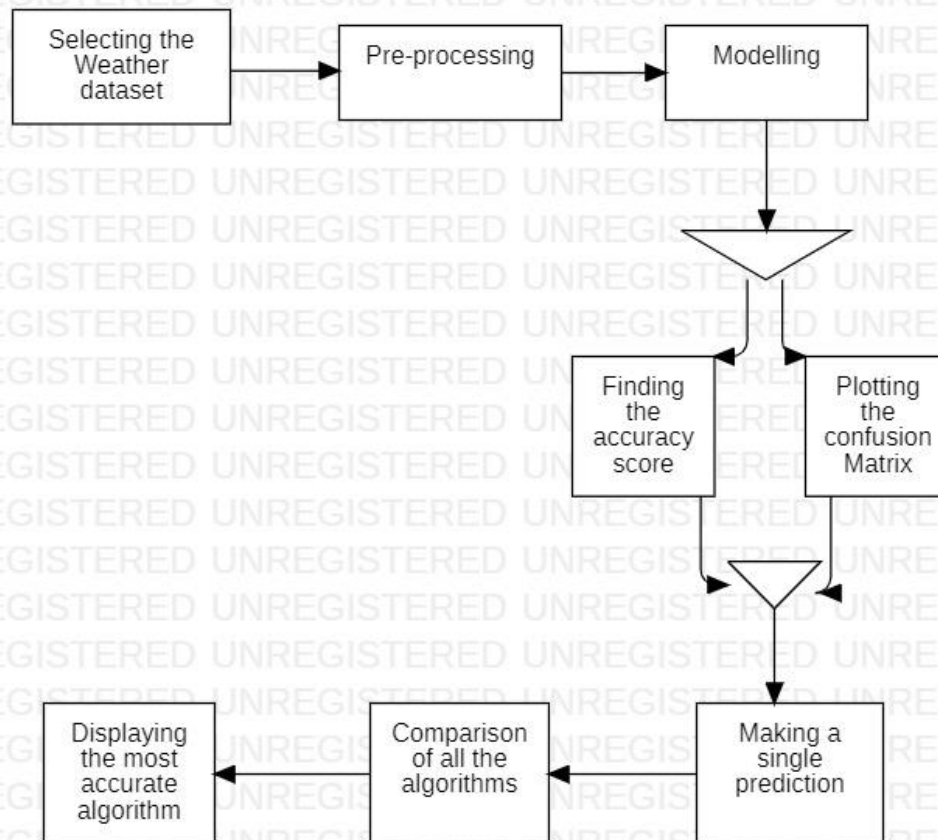 Selecting the
Weather
dataset
Pre-processing
Modelling
Finding
the
accuracy
score
Plotting
the
confusion
Matrix
Making a
single
prediction
Comparison
of all the
algorithms
Displaying
the most
accurate
algorithm
UNREGISTERED